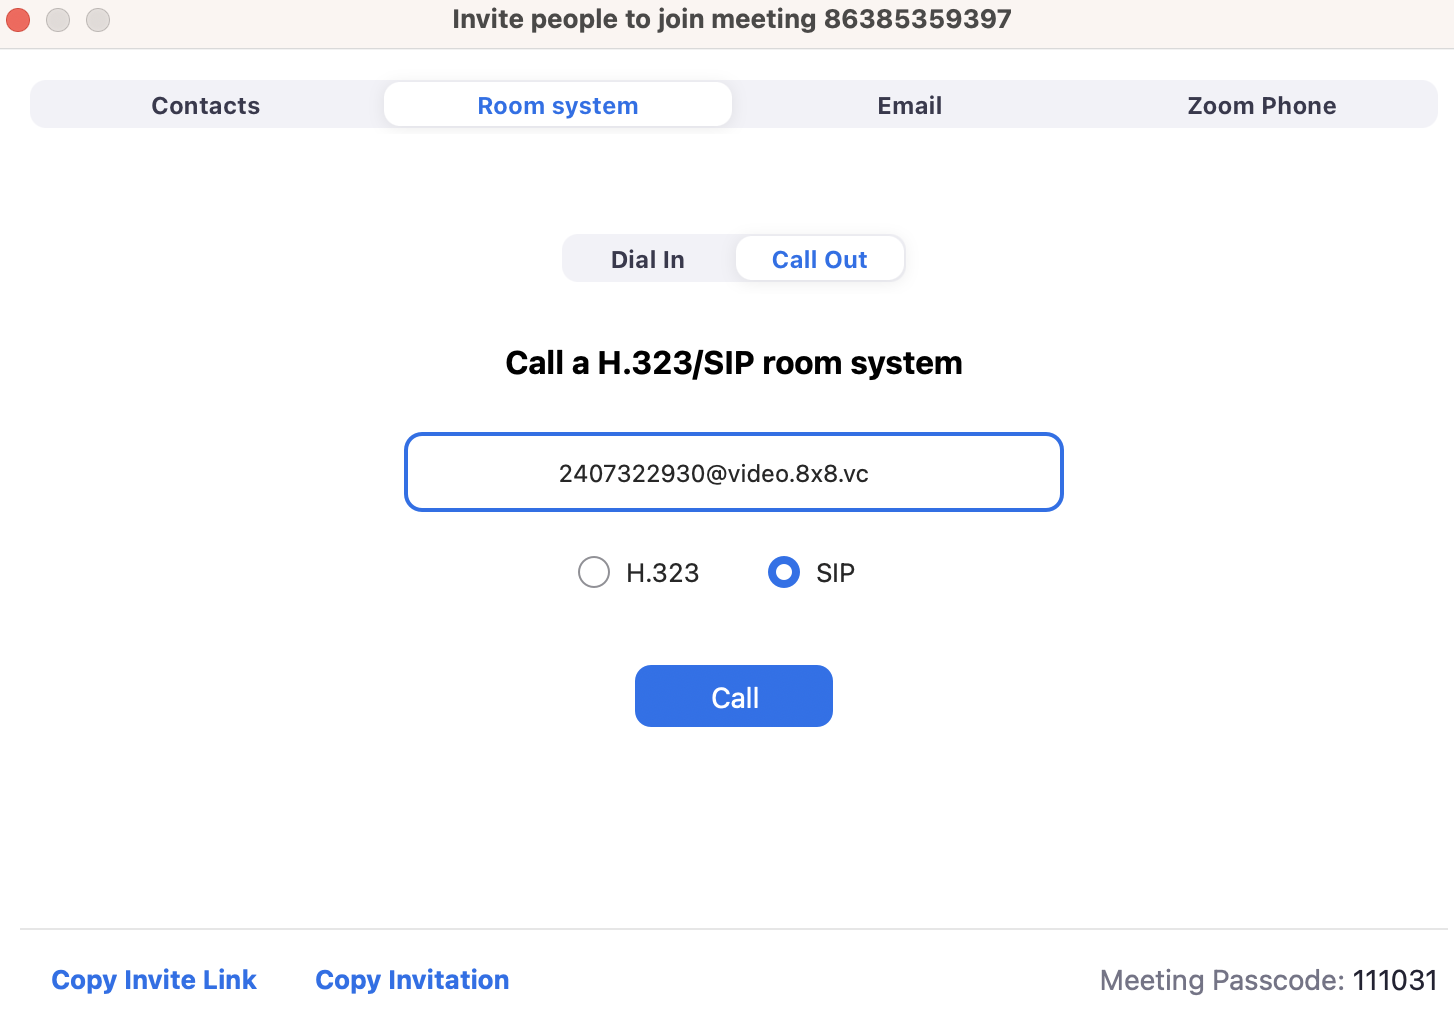 Invite people to join meeting 86385359397
Contacts Room system Email Zoom Phone
Dial In Call Out
Call a H.323/SIP room system
2407322930@video.8x8.vc
H.323 SIP
Call
Copy Invite Link Copy Invitation Meeting Passcode: 111031